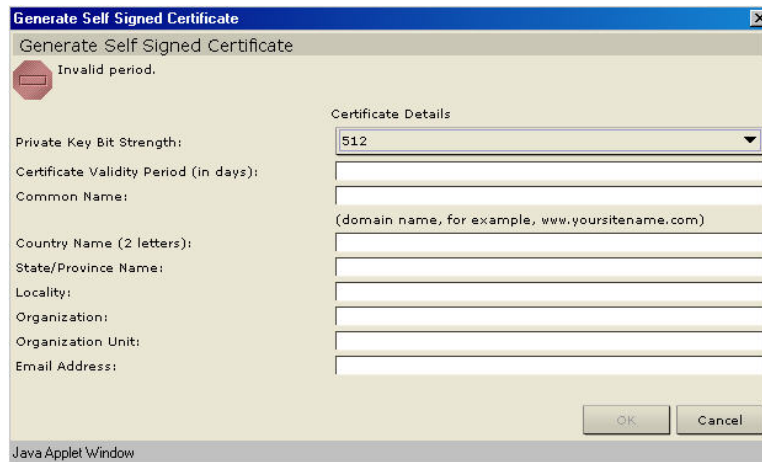 Generate Self Signed Certificate
Generate Self Signed Certificate
Invalid period.
Certificate Details
Private Key Bit Strength: 512
Certificate Validity Period (in days):
Common Name:
(domain name, for example, www.yoursitename.com)
Country Name (2 letters):
State/Province Name:
Locality:
Organization:
Organization Unit:
Email Address:
OK Cancel
Java Applet Window